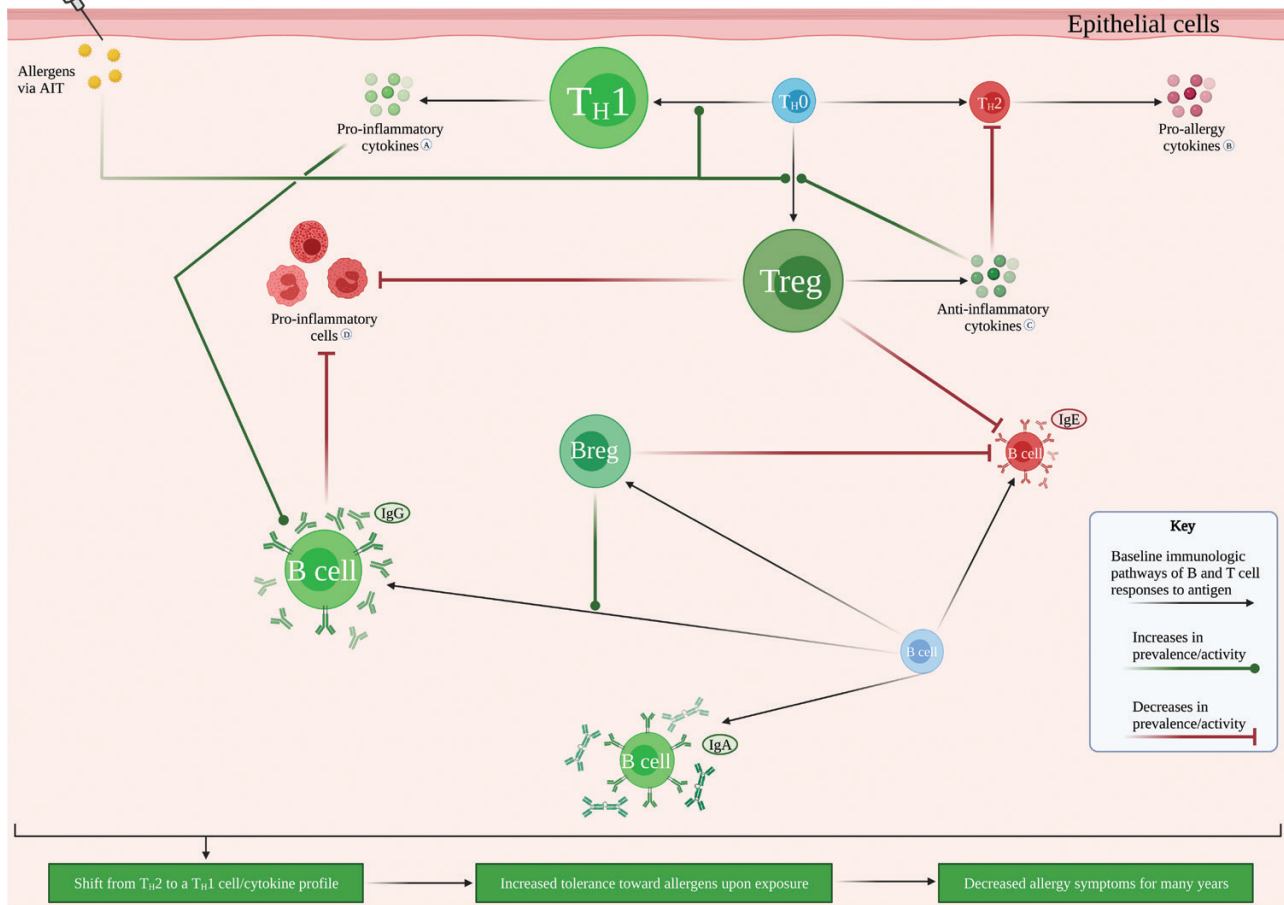 Epithelial cells
Allergens
via AIT
Pro-inflammatory
cytokines Ⓐ
TH1
TH0
TH2
Pro-allergy
cytokines Ⓑ
Pro-inflammatory
cells Ⓓ
Treg
Anti-inflammatory
cytokines Ⓒ
IgE
B cell
Breg
IgG
B cell
B cell
IgA
B cell
Key
Baseline immunologic
pathways of B and T cell
responses to antigen
Increases in
prevalence/activity
Decreases in
prevalence/activity
Shift from TH2 to a TH1 cell/cytokine profile
Increased tolerance toward allergens upon exposure
Decreased allergy symptoms for many years